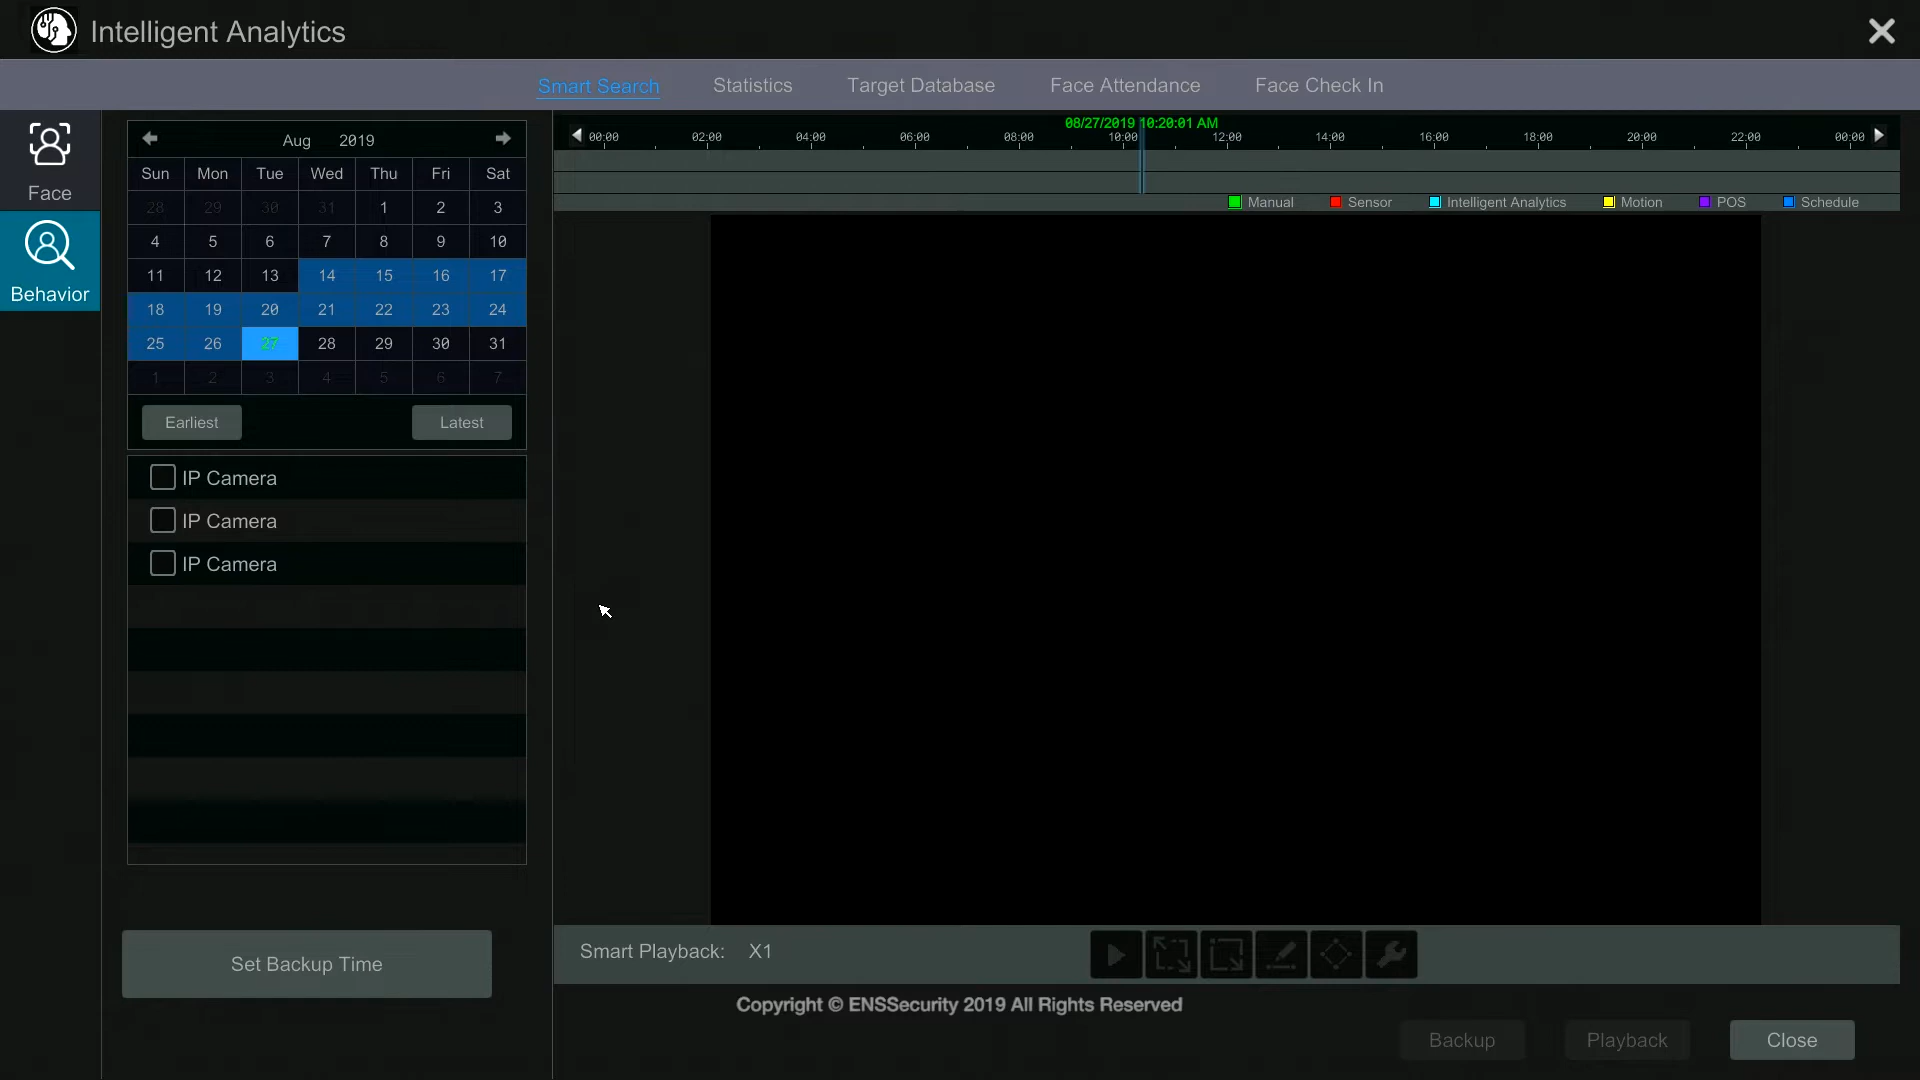 Intelligent Analytics
Smart Search Statistics Target Database Face Attendance Face Check In
Face
Behavior
Aug 2019
Sun Mon Tue Wed Thu Fri Sat
28 29 30 31 1 2 3
4 5 6 7 8 9 10
11 12 13 14 15 16 17
18 19 20 21 22 23 24
25 26 27 28 29 30 31
1 2 3 4 5 6 7
Earliest Latest
IP Camera
IP Camera
IP Camera
Set Backup Time
08/27/2019 10:20:01 AM
00:00 02:00 04:00 06:00 08:00 10:00 12:00 14:00 16:00 18:00 20:00 22:00 00:00
Manual Sensor Intelligent Analytics Motion POS Schedule
Smart Playback: X1
Copyright © ENSSecurity 2019 All Rights Reserved
Backup Playback Close